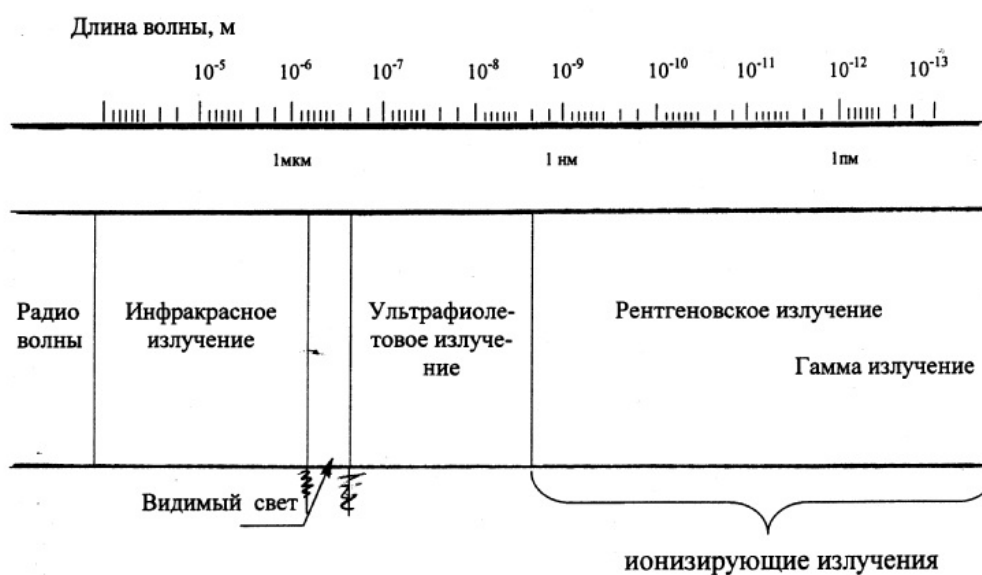 Длина волны, м
10⁻⁵ 10⁻⁶ 10⁻⁷ 10⁻⁸ 10⁻⁹ 10⁻¹⁰ 10⁻¹¹ 10⁻¹² 10⁻¹³
1мкм 1 нм 1пм
Радио
волны
Инфракрасное
излучение
Ультрафиоле-
товое излуче-
ние
Рентгеновское излучение
Гамма излучение
Видимый свет
ионизирующие излучения